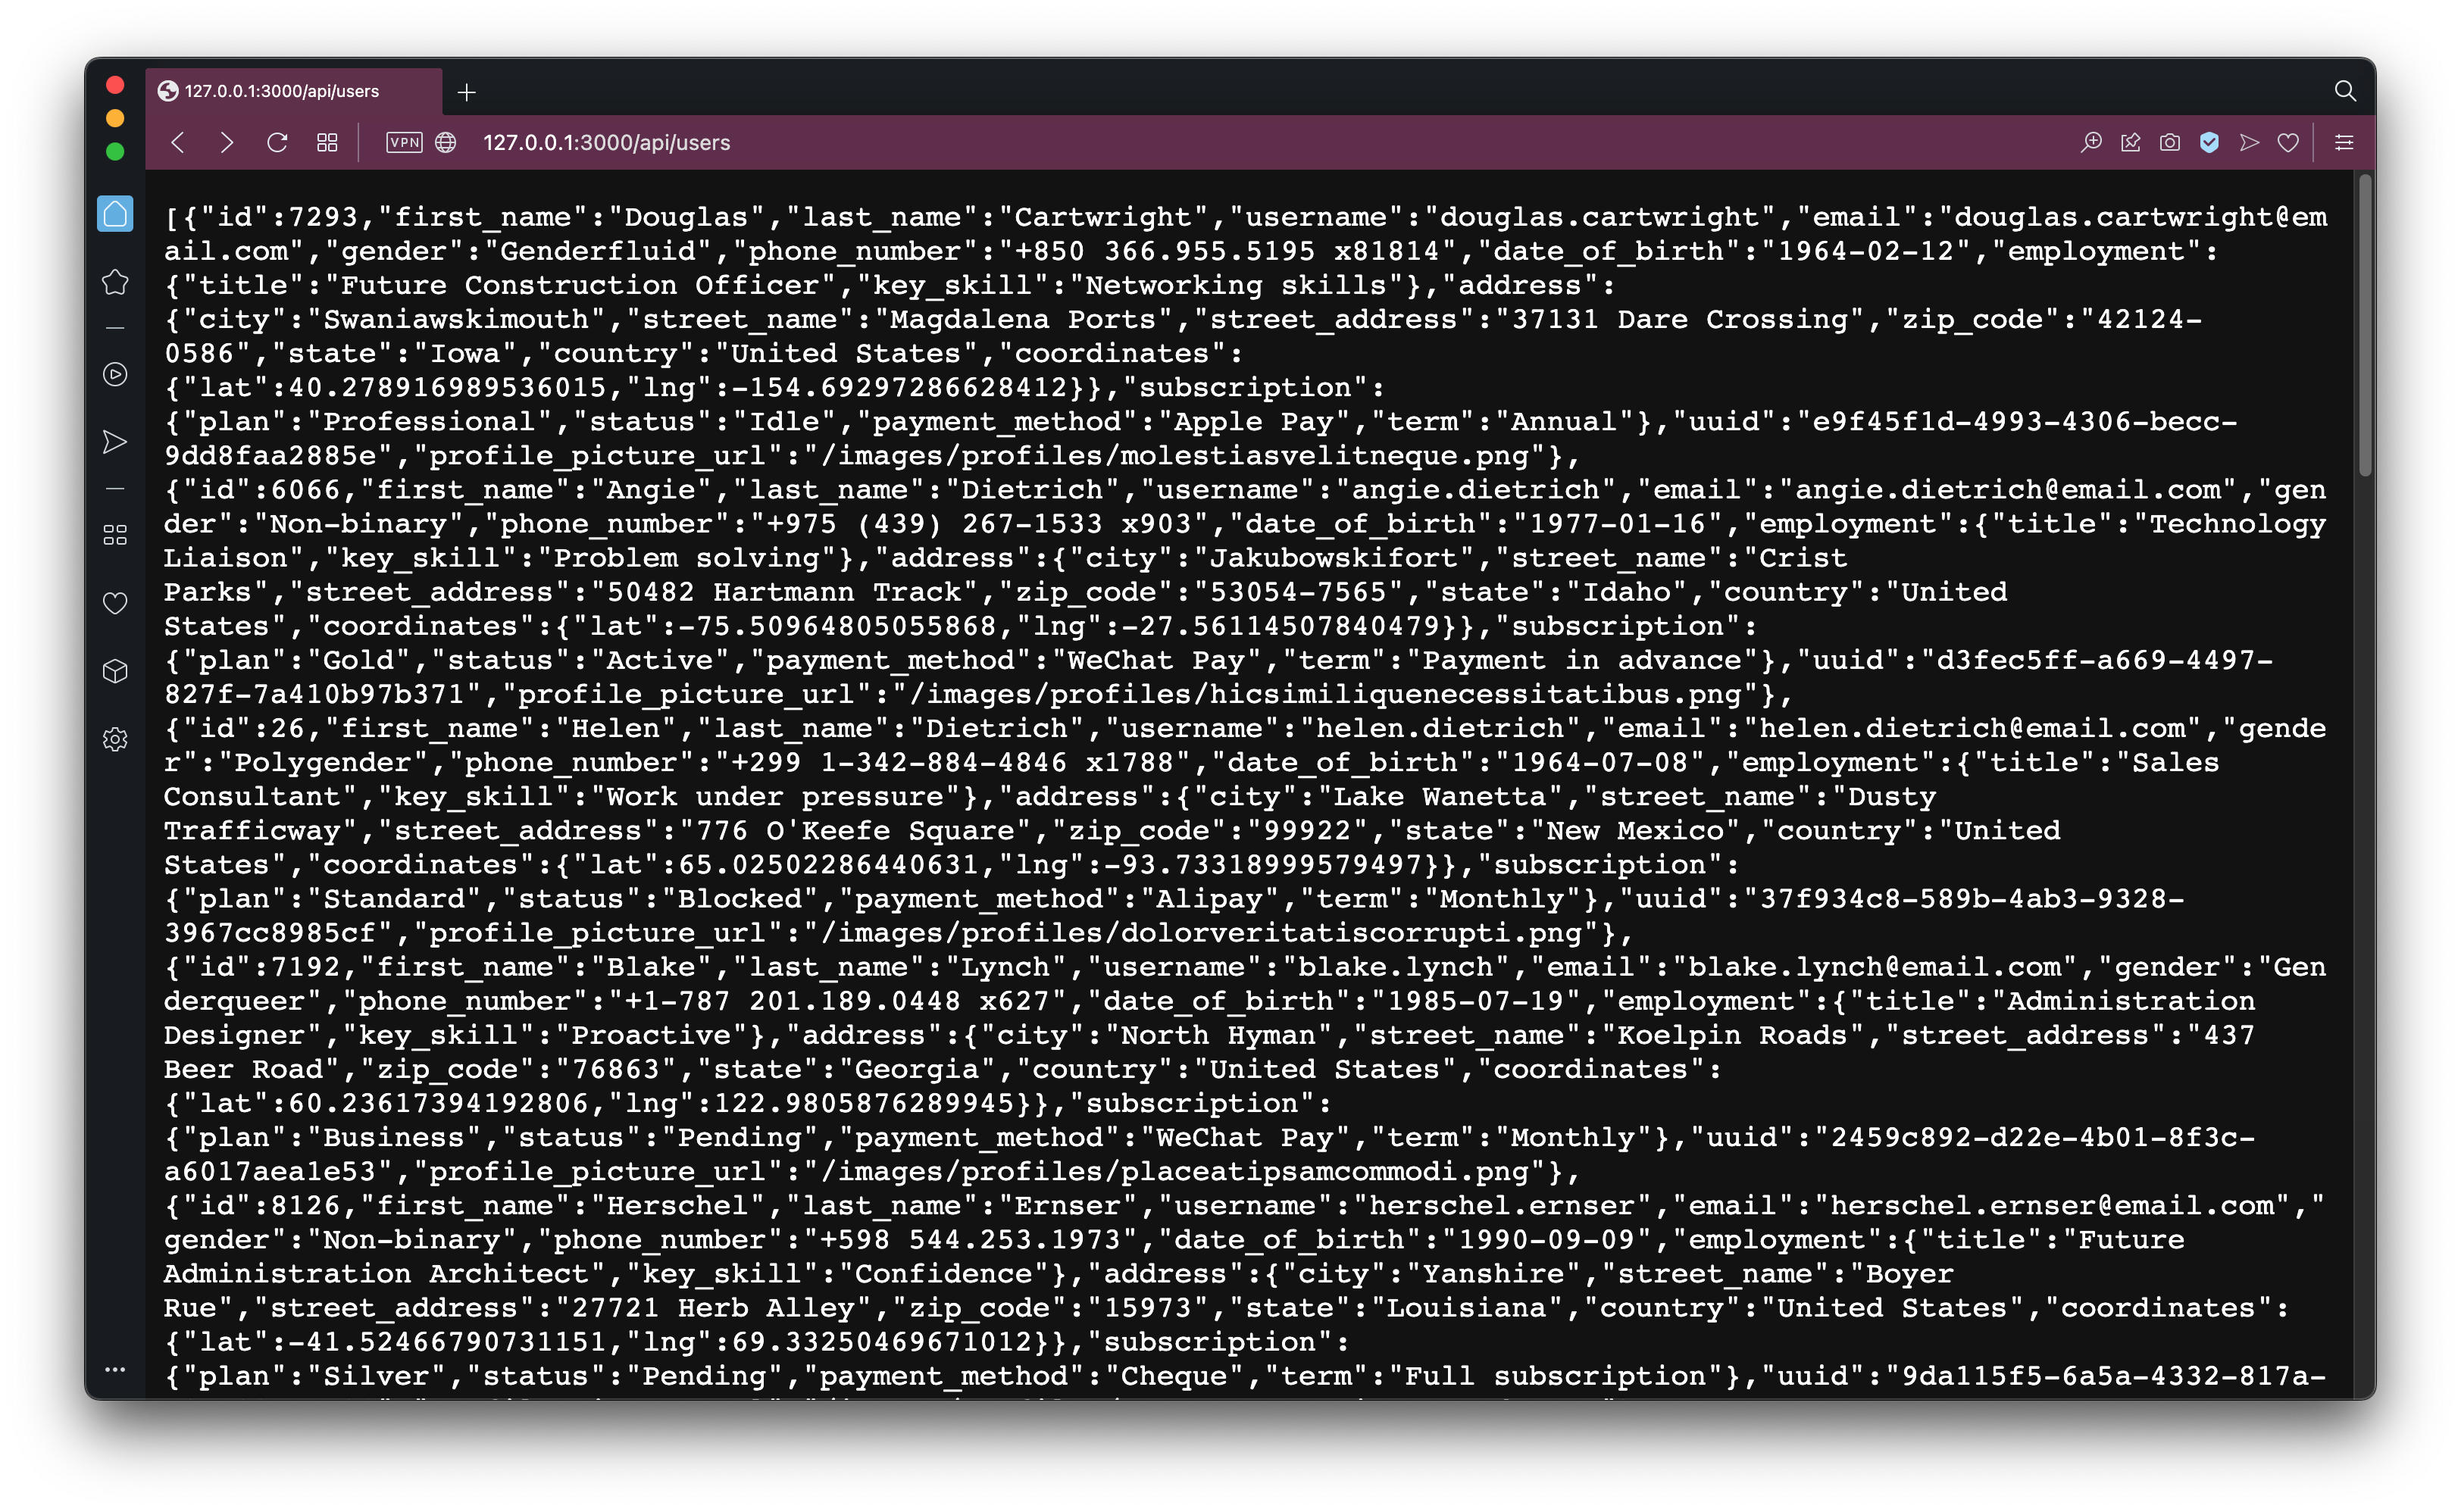 127.0.0.1:3000/api/users
VPN 127.0.0.1:3000/api/users
[{"id":7293,"first_name":"Douglas","last_name":"Cartwright","username":"douglas.cartwright","email":"douglas.cartwright@em
ail.com","gender":"Genderfluid","phone_number":"+850 366.955.5195 x81814","date_of_birth":"1964-02-12","employment":
{"title":"Future Construction Officer","key_skill":"Networking skills"},"address":
{"city":"Swaniawskimouth","street_name":"Magdalena Ports","street_address":"37131 Dare Crossing","zip_code":"42124-
0586","state":"Iowa","country":"United States","coordinates":
{"lat":40.278916989536015,"lng":-154.69297286628412}},"subscription":
{"plan":"Professional","status":"Idle","payment_method":"Apple Pay","term":"Annual"},"uuid":"e9f45f1d-4993-4306-becc-
9dd8faa2885e","profile_picture_url":"/images/profiles/molestiasvelitneque.png"},
{"id":6066,"first_name":"Angie","last_name":"Dietrich","username":"angie.dietrich","email":"angie.dietrich@email.com","gen
der":"Non-binary","phone_number":"+975 (439) 267-1533 x903","date_of_birth":"1977-01-16","employment":{"title":"Technology
Liaison","key_skill":"Problem solving"},"address":{"city":"Jakubowskifort","street_name":"Crist
Parks","street_address":"50482 Hartmann Track","zip_code":"53054-7565","state":"Idaho","country":"United
States","coordinates":{"lat":-75.50964805055868,"lng":-27.56114507840479}},"subscription":
{"plan":"Gold","status":"Active","payment_method":"WeChat Pay","term":"Payment in advance"},"uuid":"d3fec5ff-a669-4497-
827f-7a410b97b371","profile_picture_url":"/images/profiles/hicsimiliquenecessitatibus.png"},
{"id":26,"first_name":"Helen","last_name":"Dietrich","username":"helen.dietrich","email":"helen.dietrich@email.com","gende
r":"Polygender","phone_number":"+299 1-342-884-4846 x1788","date_of_birth":"1964-07-08","employment":{"title":"Sales
Consultant","key_skill":"Work under pressure"},"address":{"city":"Lake Wanetta","street_name":"Dusty
Trafficway","street_address":"776 O'Keefe Square","zip_code":"99922","state":"New Mexico","country":"United
States","coordinates":{"lat":65.02502286440631,"lng":-93.73318999579497}},"subscription":
{"plan":"Standard","status":"Blocked","payment_method":"Alipay","term":"Monthly"},"uuid":"37f934c8-589b-4ab3-9328-
3967cc8985cf","profile_picture_url":"/images/profiles/dolorveritatiscorrupti.png"},
{"id":7192,"first_name":"Blake","last_name":"Lynch","username":"blake.lynch","email":"blake.lynch@email.com","gender":"Gen
derqueer","phone_number":"+1-787 201.189.0448 x627","date_of_birth":"1985-07-19","employment":{"title":"Administration
Designer","key_skill":"Proactive"},"address":{"city":"North Hyman","street_name":"Koelpin Roads","street_address":"437
Beer Road","zip_code":"76863","state":"Georgia","country":"United States","coordinates":
{"lat":60.23617394192806,"lng":122.9805876289945}},"subscription":
{"plan":"Business","status":"Pending","payment_method":"WeChat Pay","term":"Monthly"},"uuid":"2459c892-d22e-4b01-8f3c-
a6017aea1e53","profile_picture_url":"/images/profiles/placeatipsamcommodi.png"},
{"id":8126,"first_name":"Herschel","last_name":"Ernser","username":"herschel.ernser","email":"herschel.ernser@email.com","
gender":"Non-binary","phone_number":"+598 544.253.1973","date_of_birth":"1990-09-09","employment":{"title":"Future
Administration Architect","key_skill":"Confidence"},"address":{"city":"Yanshire","street_name":"Boyer
Rue","street_address":"27721 Herb Alley","zip_code":"15973","state":"Louisiana","country":"United States","coordinates":
{"lat":-41.52466790731151,"lng":69.33250469671012}},"subscription":
{"plan":"Silver","status":"Pending","payment_method":"Cheque","term":"Full subscription"},"uuid":"9da115f5-6a5a-4332-817a-